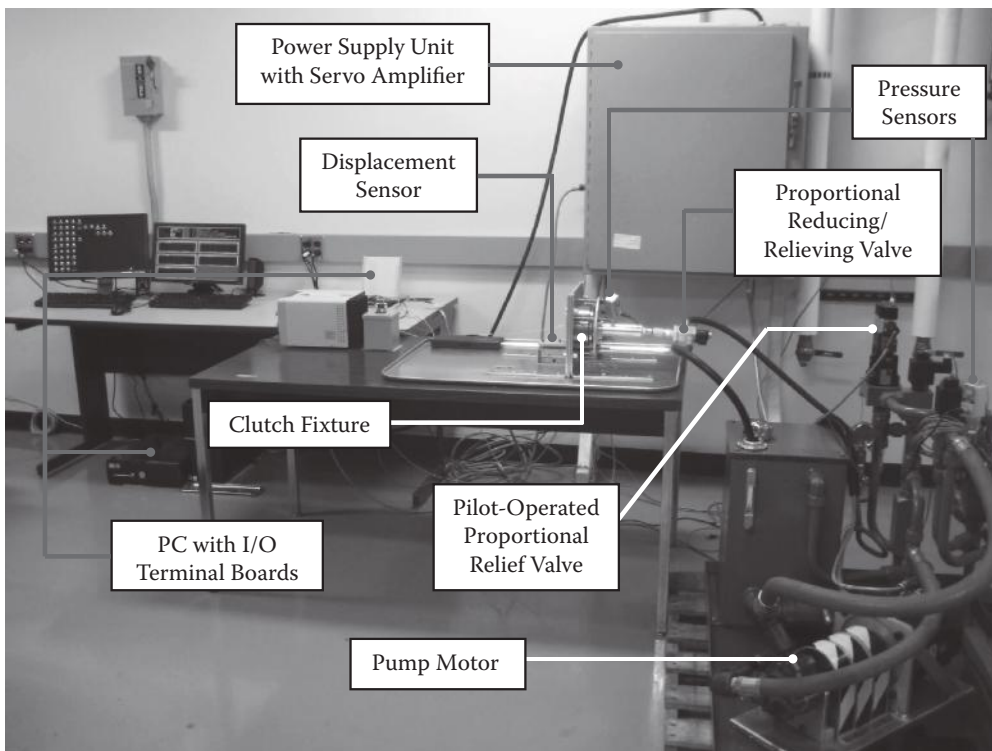 Power Supply Unit
with Servo Amplifier
Pressure
Sensors
Displacement
Sensor
Proportional
Reducing/
Relieving Valve
Clutch Fixture
Pilot-Operated
Proportional
Relief Valve
PC with I/O
Terminal Boards
Pump Motor